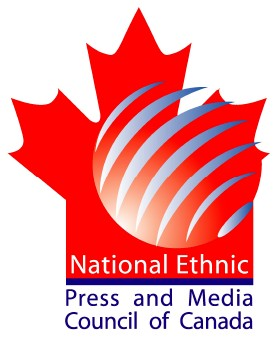 National Ethnic
Press and Media
Council of Canada